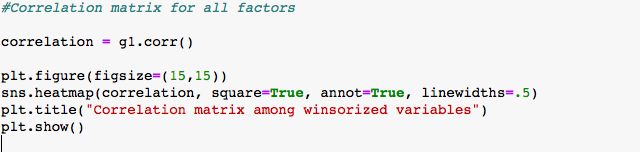 #Correlation matrix for all factors
correlation = g1.corr()
plt.figure(figsize=(15,15))
sns.heatmap(correlation, square=True, annot=True, linewidths=.5)
plt.title("Correlation matrix among winsorized variables")
plt.show()